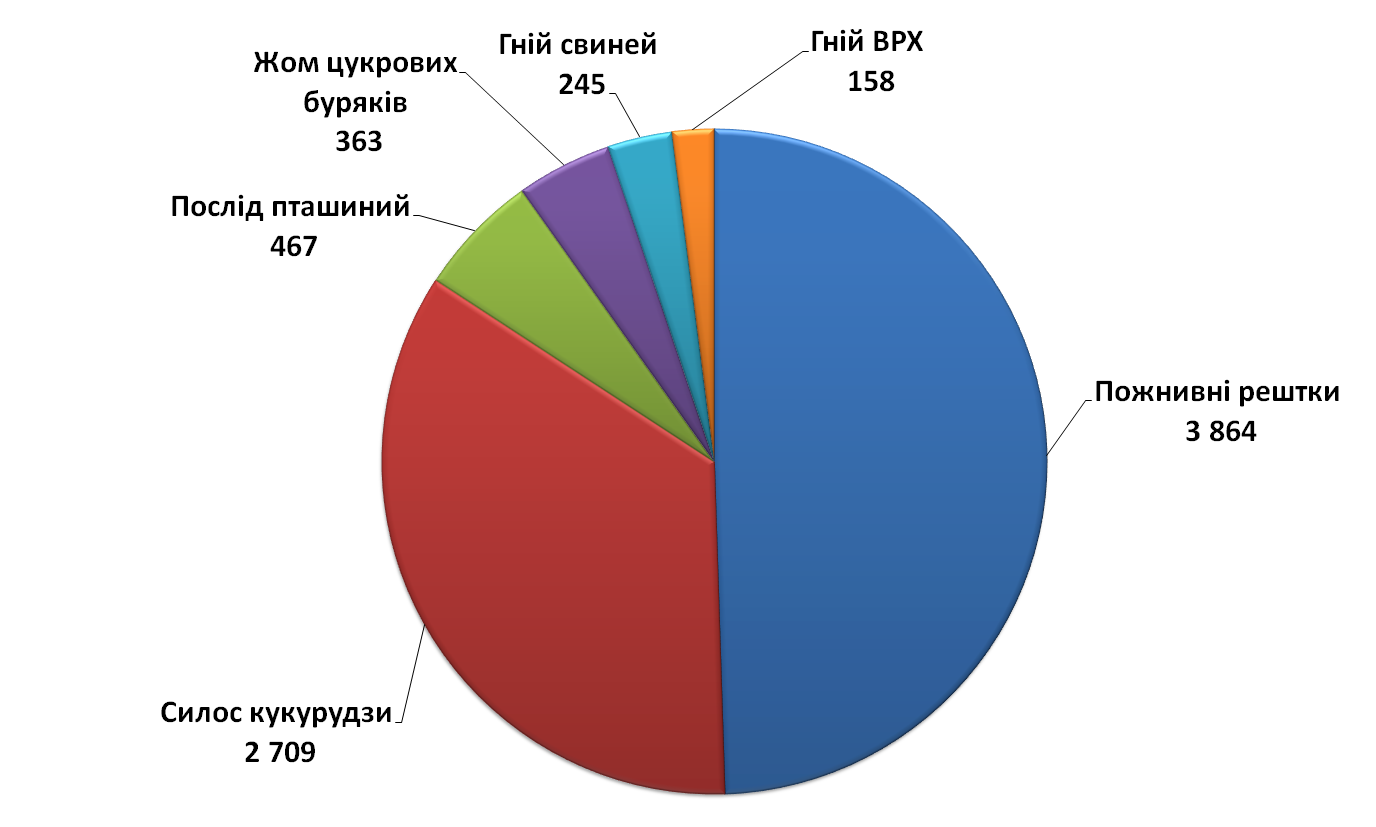 Гній свиней
245
Гній ВРХ
158
Жом цукрових
буряків
363
Послід пташиний
467
Пожнивні рештки
3 864
Силос кукурудзи
2 709